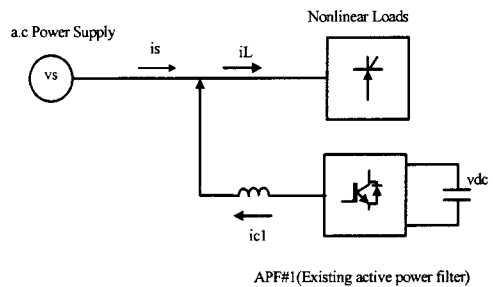 Nonlinear Loads
a.c Power Supply
is
iL
vs
vdc
ic1
APF#1(Existing active power filter)